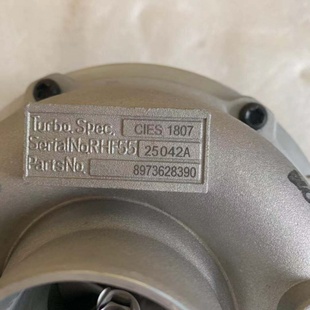 Turbo. Spec. CIES 1807
SerialNoRHF55 25042A
PartsNo. 8973628390